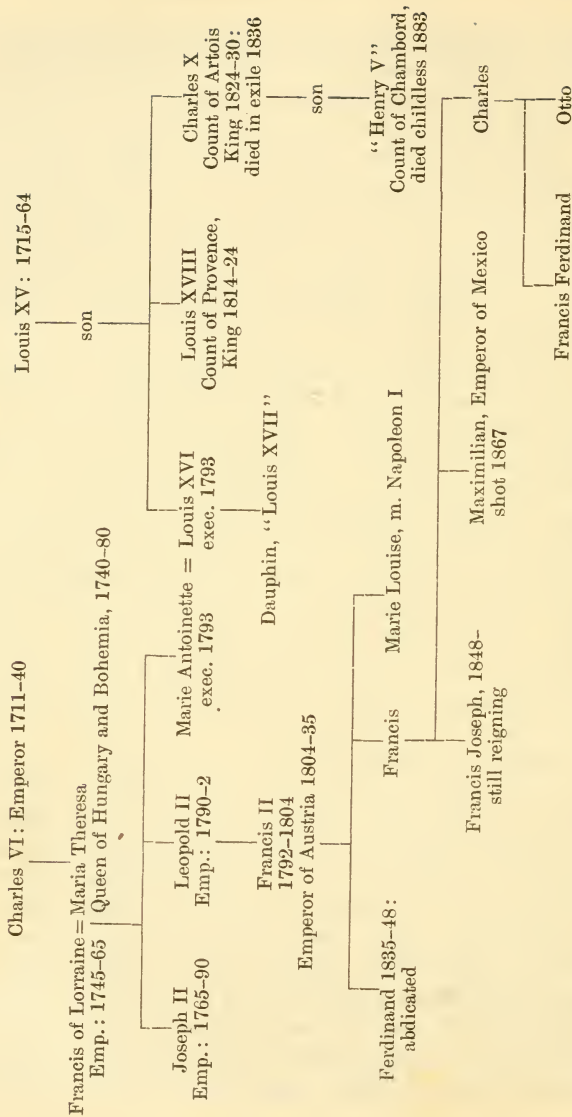 Charles VI: Emperor 1711–40
Francis of Lorraine=Maria Theresa
Emp.: 1745–65
Queen of Hungary and Bohemia, 1740–80
Joseph II
Emp.: 1765–90
Leopold II
Emp.: 1790–2
Marie Antoinette = Louis XVI
exec. 1793
exec. 1793
Louis XV: 1715–64
son
Louis XVIII
Count of Provence,
King 1814–24
Charles X
Count of Artois
King 1824–30:
died in exile 1836
Dauphin, “Louis XVII”
son
“Henry V”
Count of Chambord,
died childless 1883
Francis II
1792–1804
Emperor of Austria 1804–35
Ferdinand 1835–48:
abdicated
Francis
Marie Louise, m. Napoleon I
Francis Joseph, 1848–
still reigning
Maximilian, Emperor of Mexico
shot 1867
Charles
Francis Ferdinand
Otto